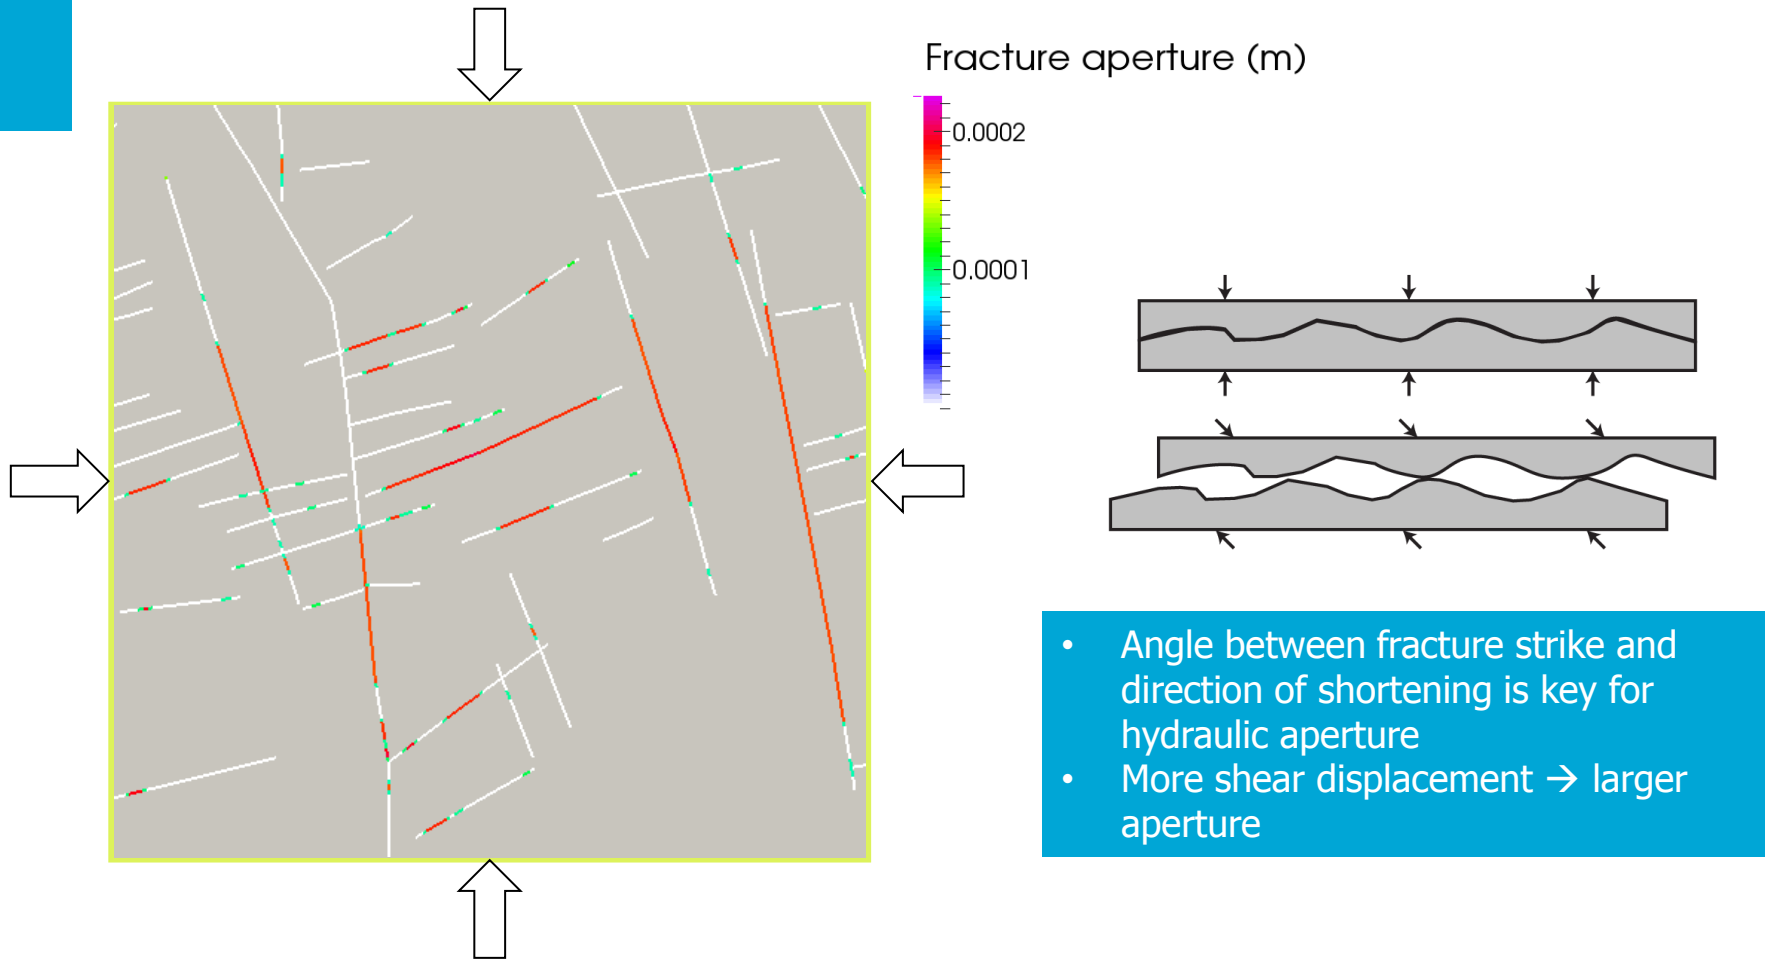 Fracture aperture (m)
0.0002
0.0001
• Angle between fracture strike and
direction of shortening is key for
hydraulic aperture
• More shear displacement → larger
aperture